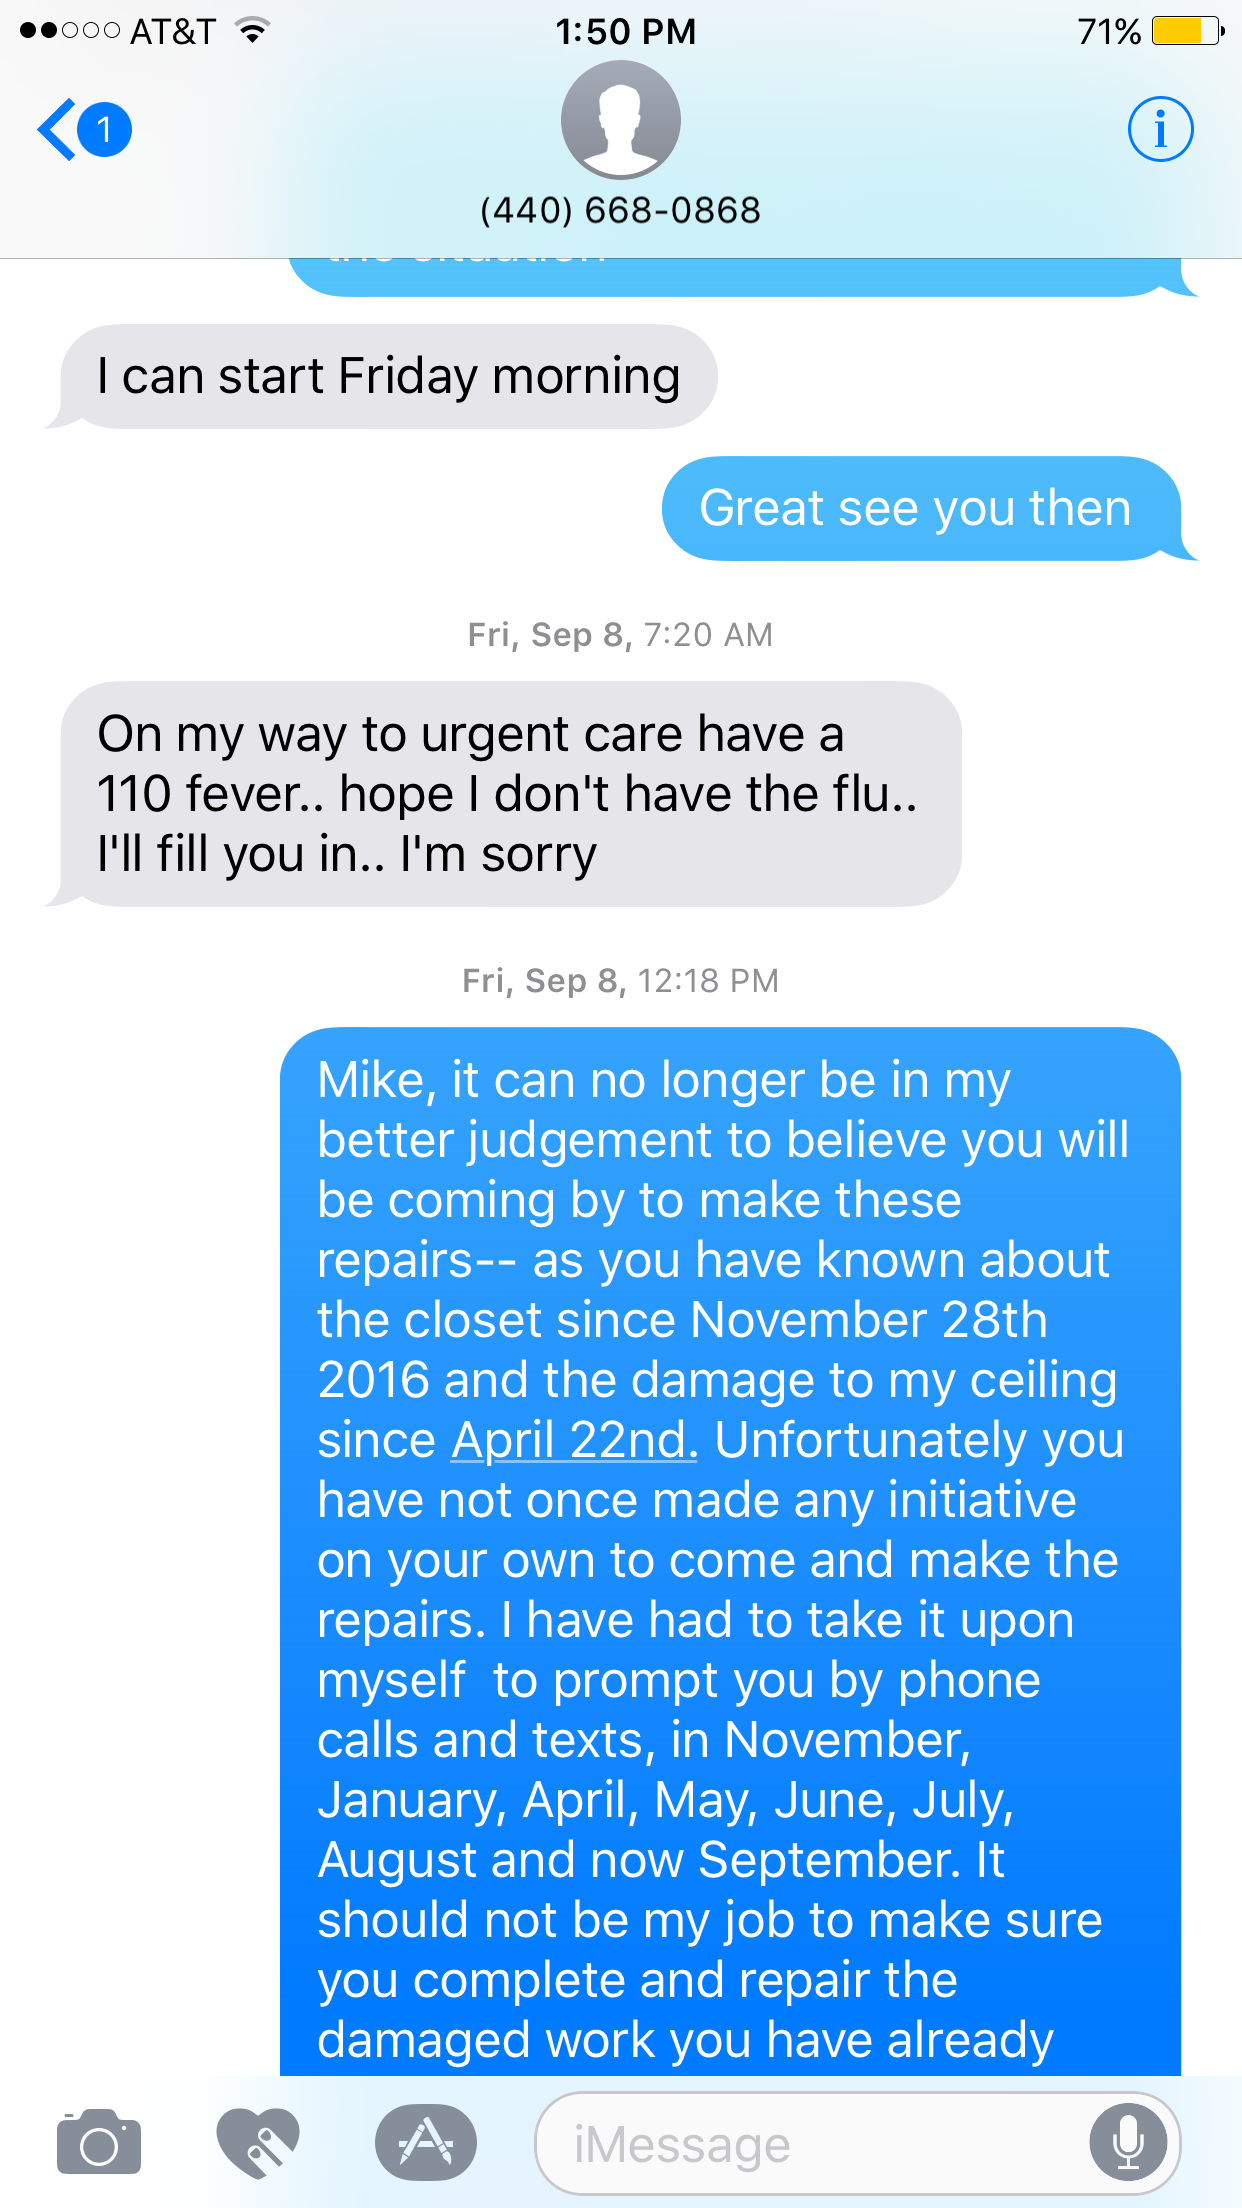 AT&T 1:50 PM 71%
1
i
(440) 668-0868
the situation
I can start Friday morning
Great see you then
Fri, Sep 8, 7:20 AM
On my way to urgent care have a
110 fever.. hope I don't have the flu..
I'll fill you in.. I'm sorry
Fri, Sep 8, 12:18 PM
Mike, it can no longer be in my
better judgement to believe you will
be coming by to make these
repairs-- as you have known about
the closet since November 28th
2016 and the damage to my ceiling
since April 22nd. Unfortunately you
have not once made any initiative
on your own to come and make the
repairs. I have had to take it upon
myself  to prompt you by phone
calls and texts, in November,
January, April, May, June, July,
August and now September. It
should not be my job to make sure
you complete and repair the
damaged work you have already
iMessage